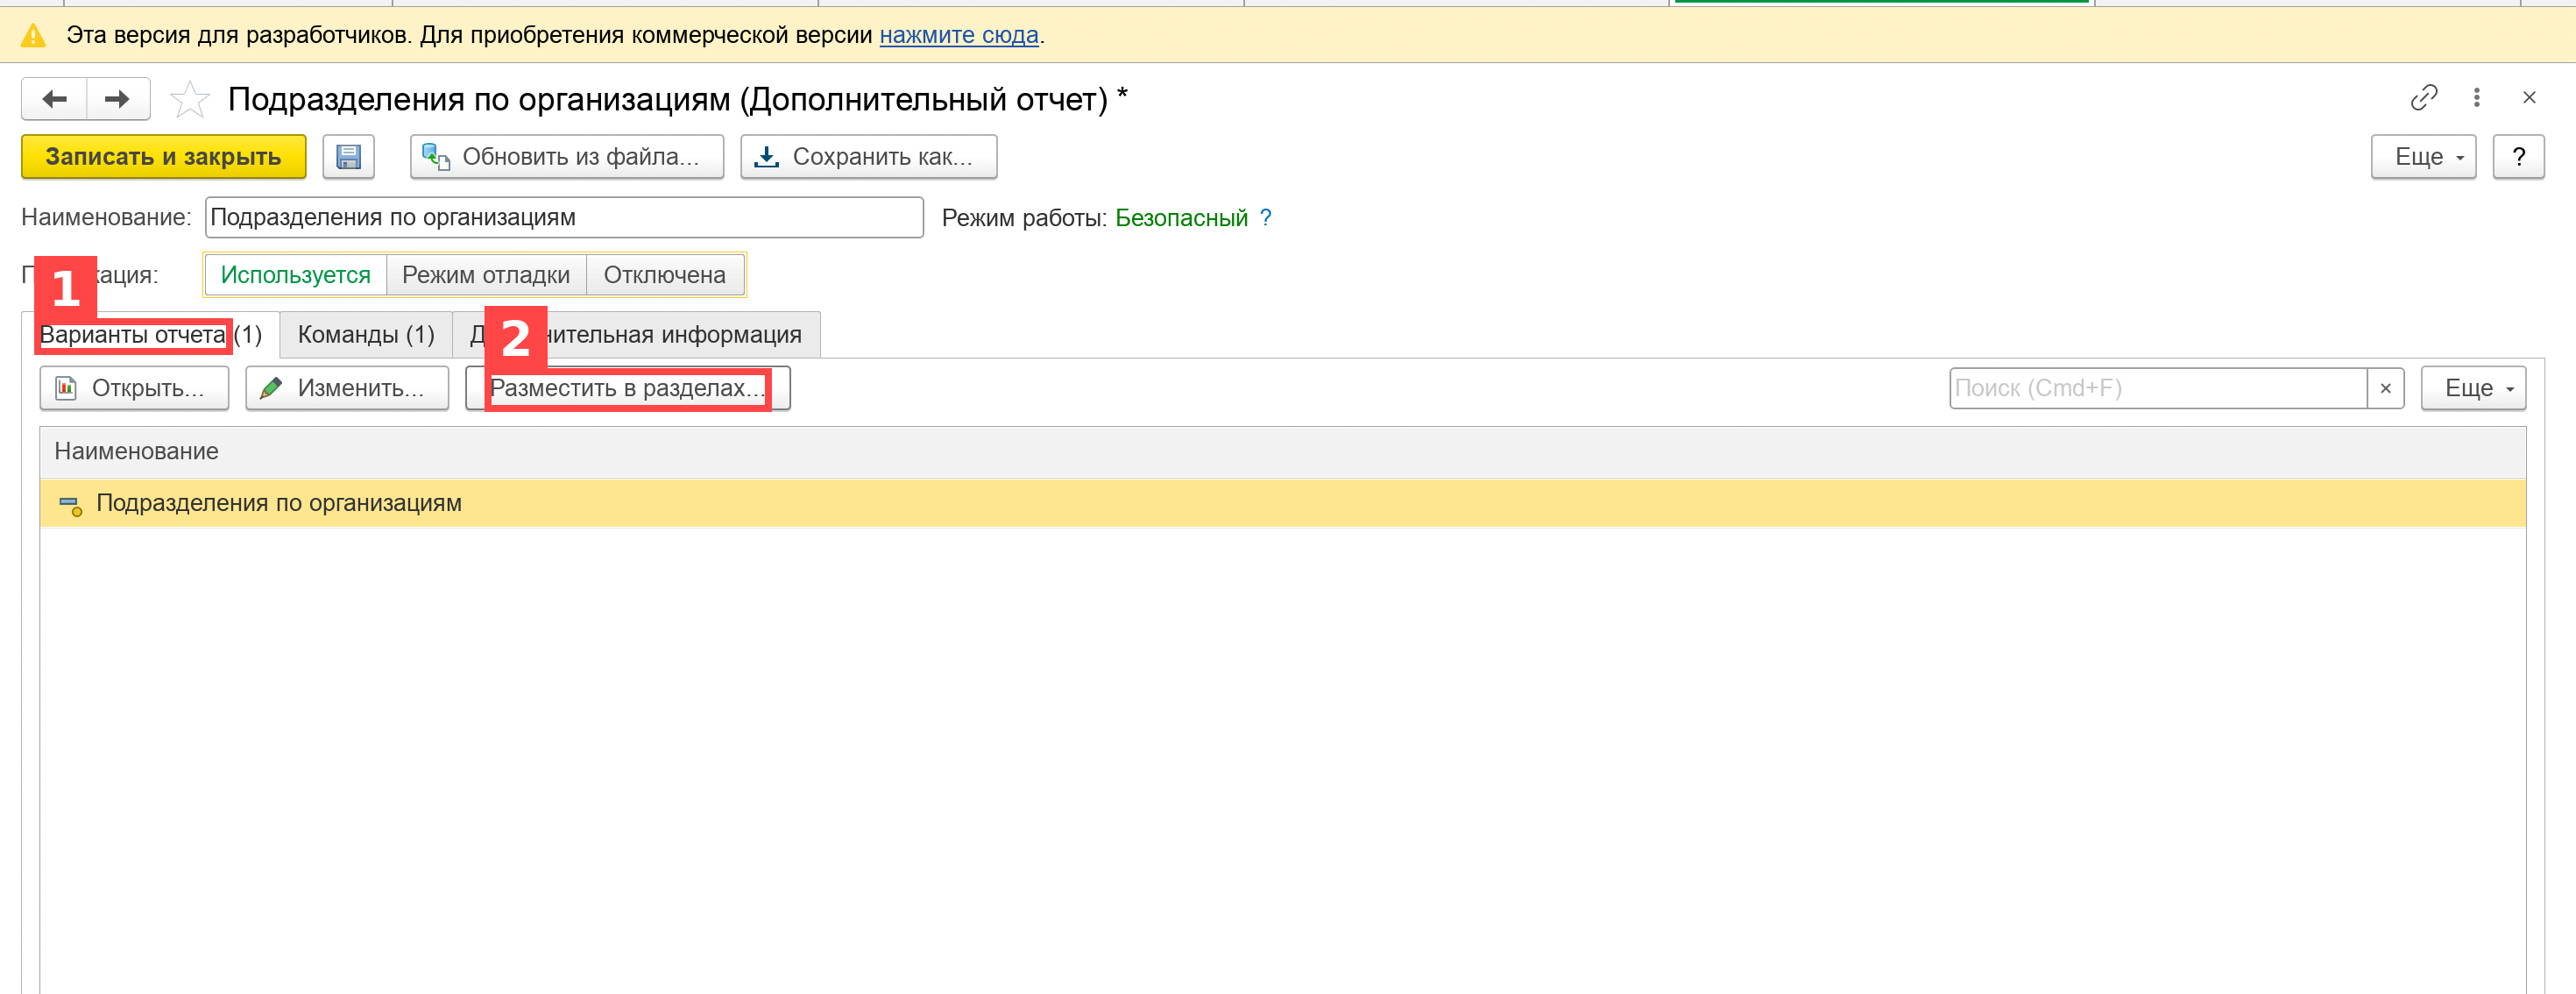 Эта версия для разработчиков. Для приобретения коммерческой версии нажмите сюда.
Подразделения по организациям (Дополнительный отчет) *
Записать и закрыть Обновить из файла... Сохранить как... Еще ?
Наименование: Подразделения по организациям Режим работы: Безопасный ?
Используется Режим отладки Отключена
1
Варианты отчета (1) Команды (1) информация
2
Открыть... Изменить... Разместить в разделах... Поиск (Cmd+F) × Еще
Наименование
Подразделения по организациям